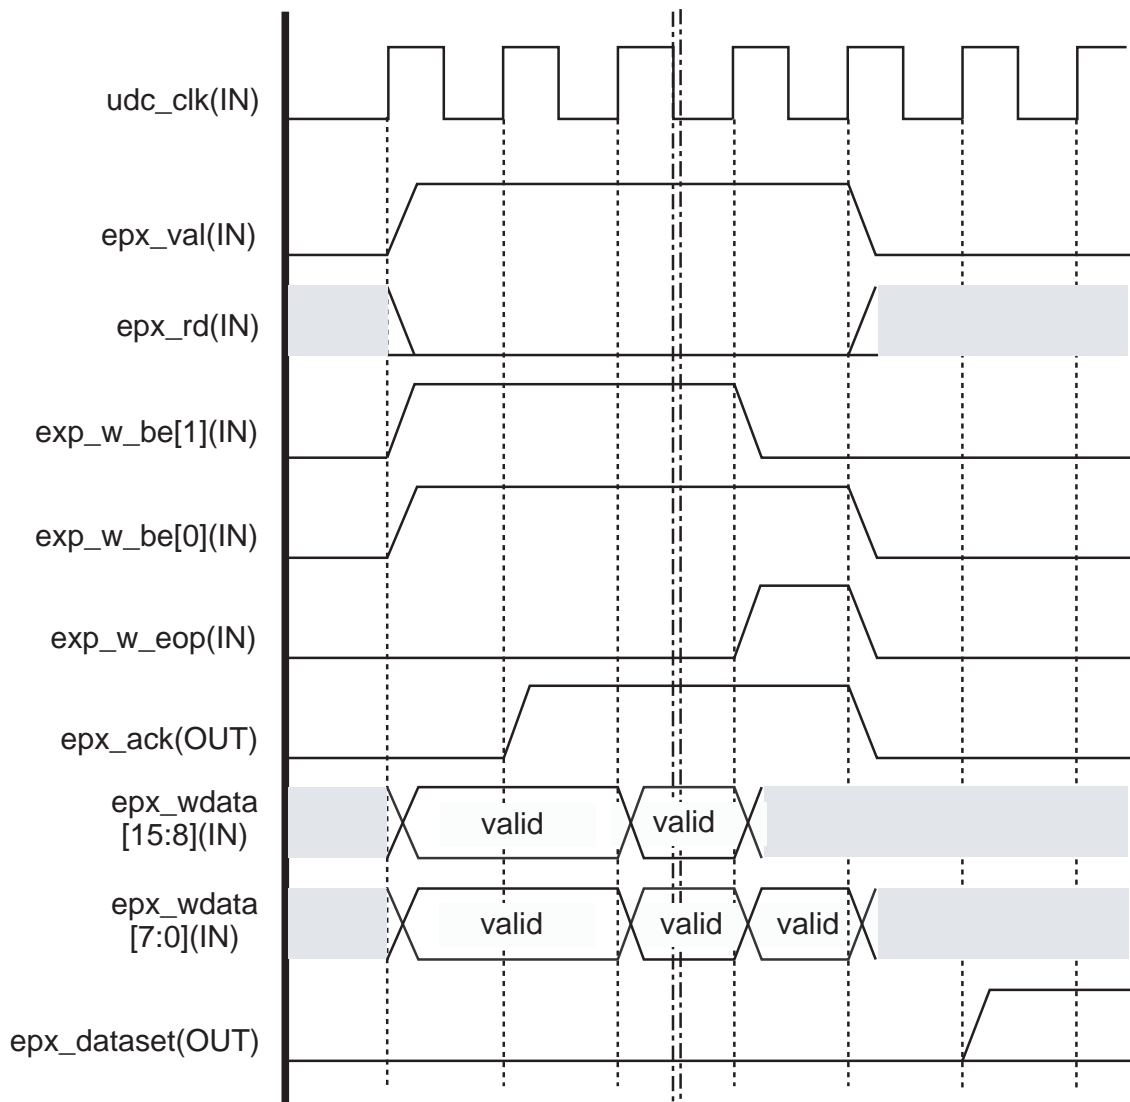 udc_clk(IN)
epx_val(IN)
epx_rd(IN)
exp_w_be[1](IN)
exp_w_be[0](IN)
exp_w_eop(IN)
epx_ack(OUT)
epx_wdata
[15:8](IN)
valid valid
epx_wdata
[7:0](IN)
valid valid valid
epx_dataset(OUT)